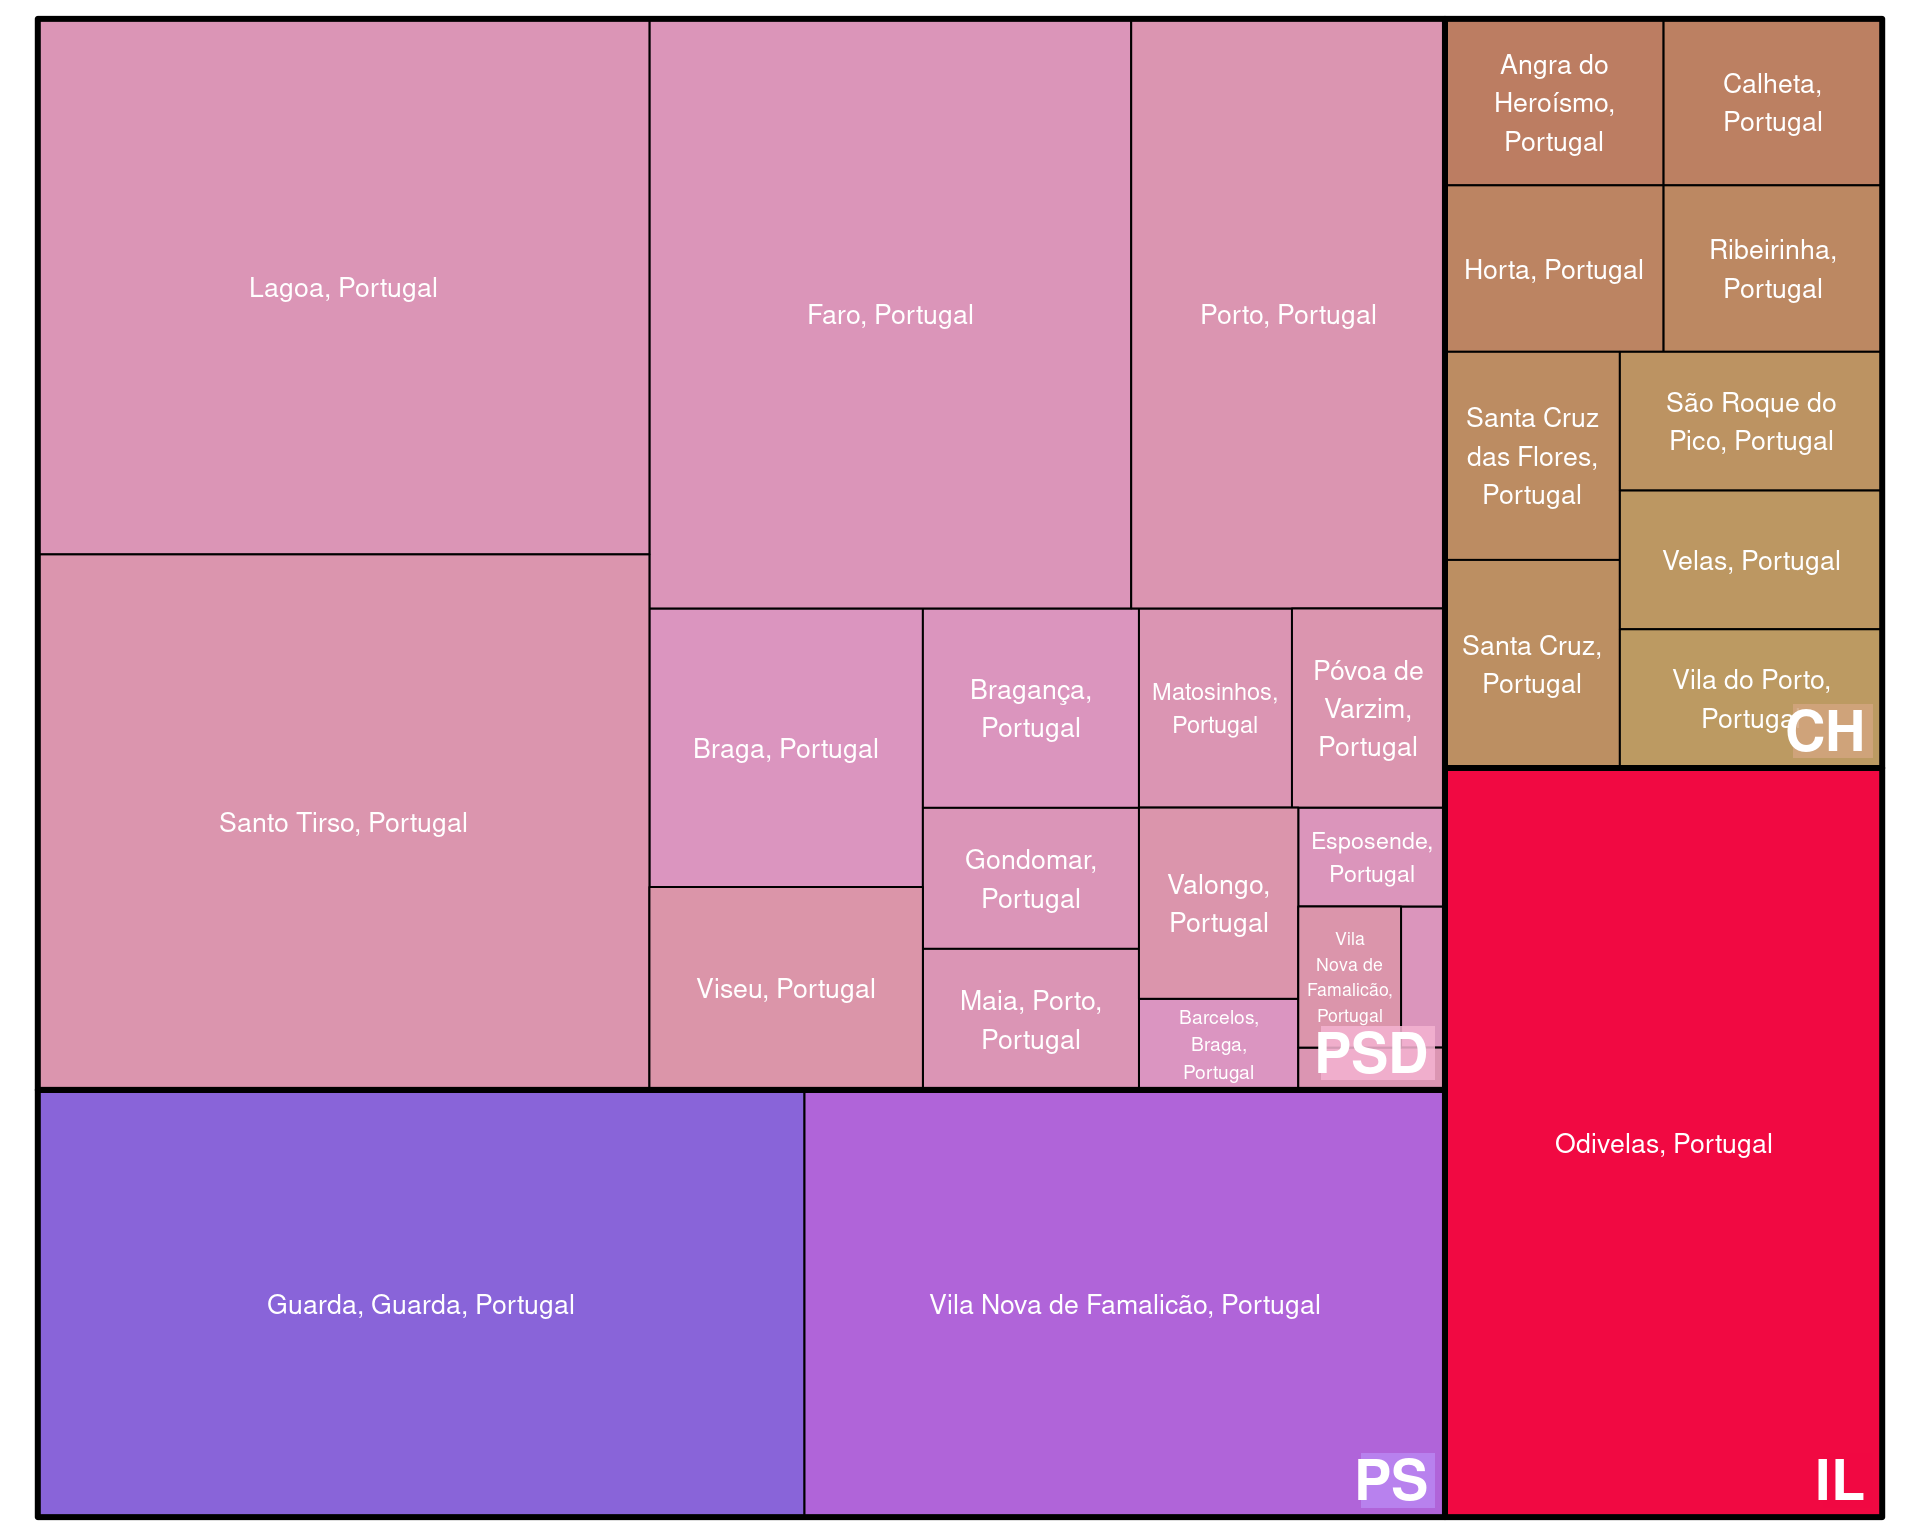 Lagoa, Portugal
Faro, Portugal
Porto, Portugal
Santo Tirso, Portugal
Braga, Portugal
Viseu, Portugal
Bragança,
Portugal
Gondomar,
Portugal
Maia, Porto,
Portugal
Matosinhos,
Portugal
Póvoa de
Varzim,
Portugal
Valongo,
Portugal
Esposende,
Portugal
Vila
Nova de
Famalicão,
Portugal
Barcelos,
Braga,
Portugal
PSD
Angra do
Heroísmo,
Portugal
Calheta,
Portugal
Horta, Portugal
Ribeirinha,
Portugal
Santa Cruz
das Flores,
Portugal
São Roque do
Pico, Portugal
Velas, Portugal
Santa Cruz,
Portugal
Vila do Porto,
Portugal
CH
Guarda, Guarda, Portugal
Vila Nova de Famalicão, Portugal
PS
Odivelas, Portugal
IL